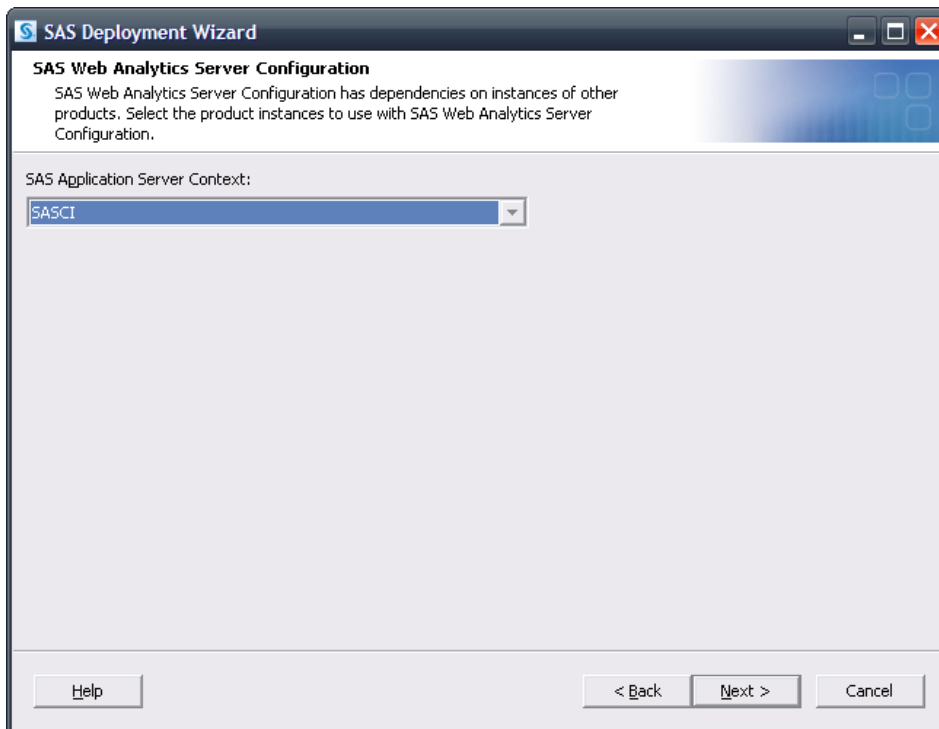 SAS Deployment Wizard
SAS Web Analytics Server Configuration
SAS Web Analytics Server Configuration has dependencies on instances of other
products. Select the product instances to use with SAS Web Analytics Server
Configuration.
SAS Application Server Context:
SASCI
Help
< Back
Next >
Cancel